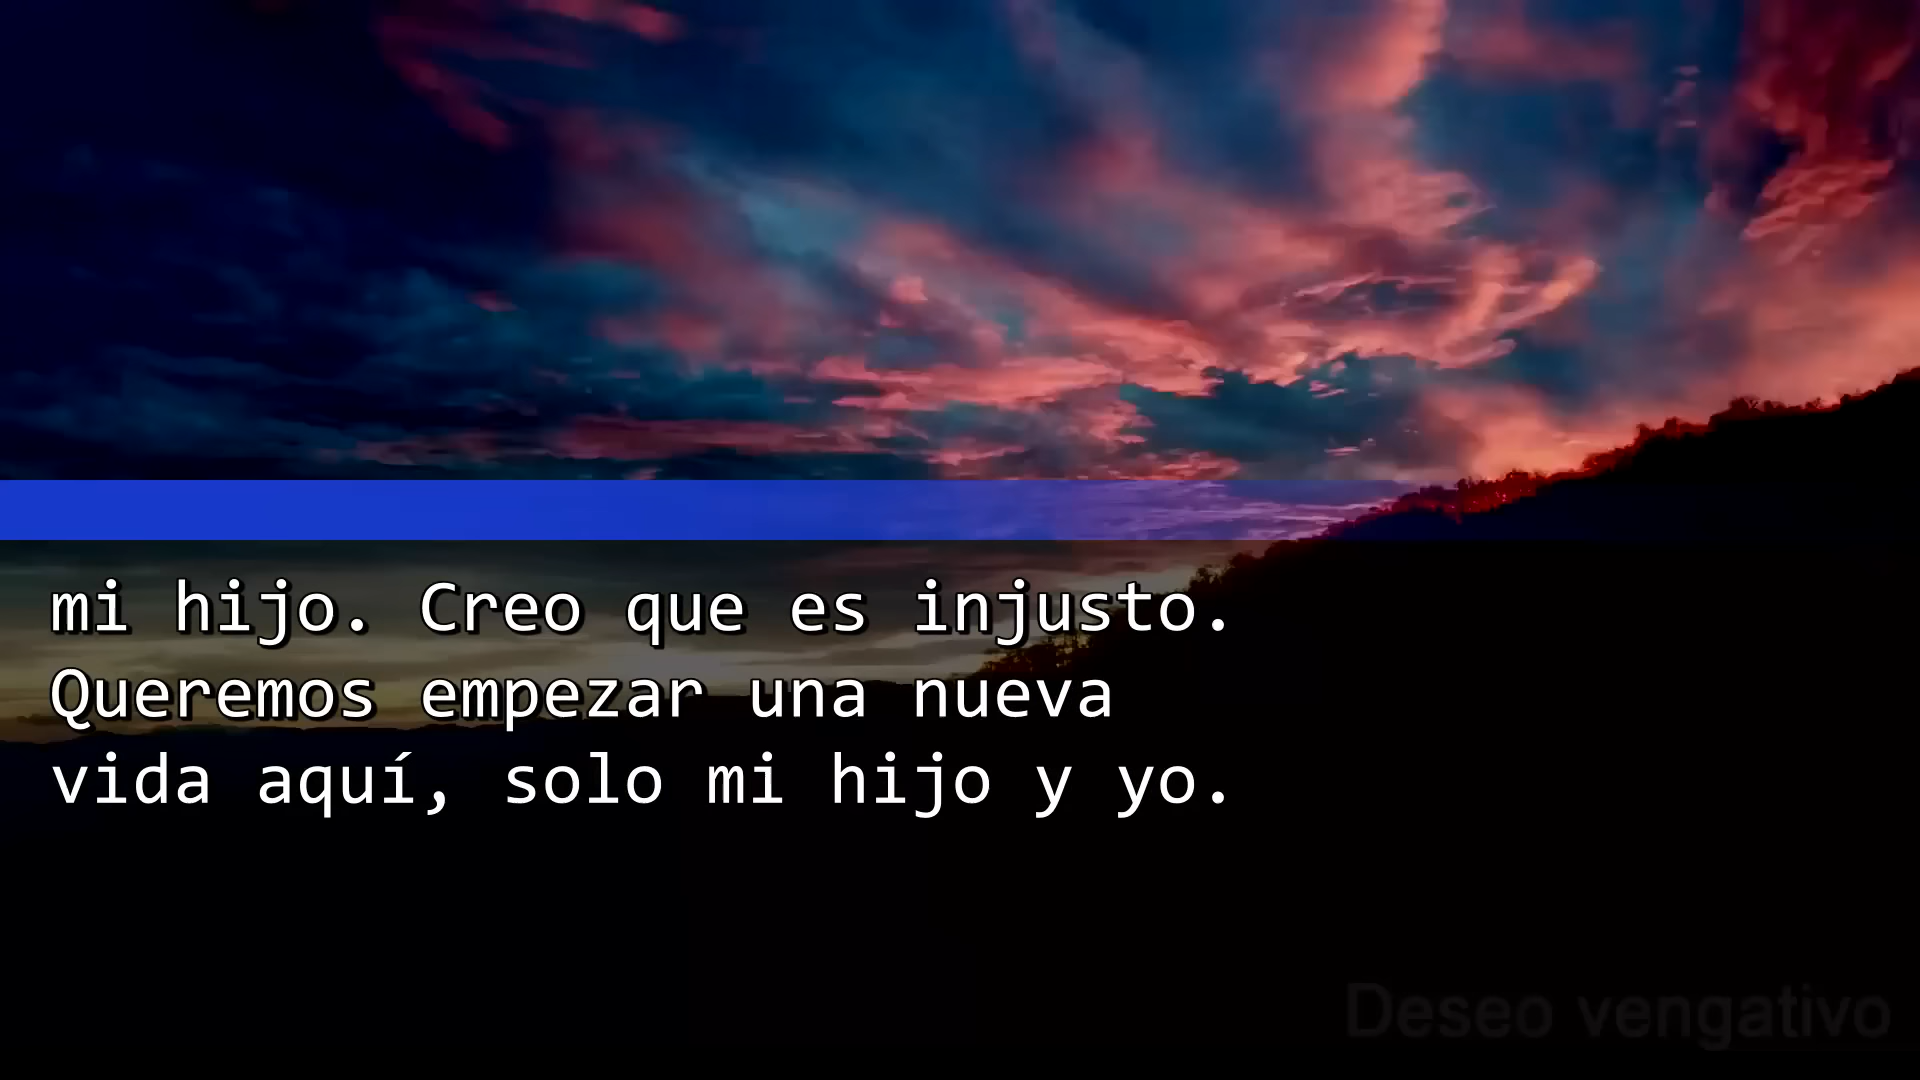 mi hijo. Creo que es injusto.
Queremos empezar una nueva
vida aquí, solo mi hijo y yo.
Deseo vengativo